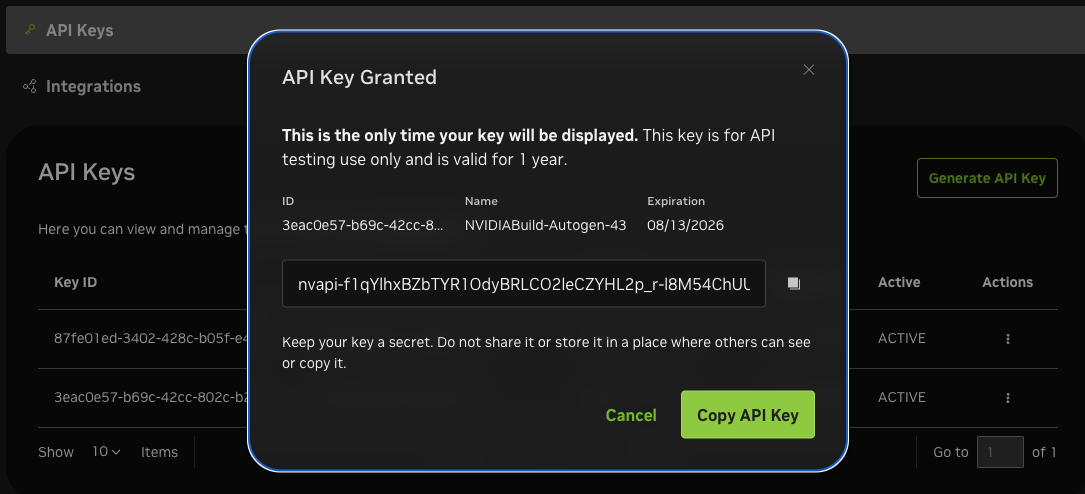 API Keys
Integrations
API Keys
Generate API Key
Here you can view and manage
Key ID
Active
Actions
87fe01ed-3402-428c-b05f-e4
ACTIVE
3eac0e57-b69c-42cc-802c-b2
ACTIVE
Show 10 Items
Go to 1 of 1
API Key Granted
This is the only time your key will be displayed. This key is for API
testing use only and is valid for 1 year.
ID Name Expiration
3eac0e57-b69c-42cc-8... NVIDIABuild-Autogen-43 08/13/2026
Keep your key a secret. Do not share it or store it in a place where others can see
or copy it.
Cancel
Copy API Key